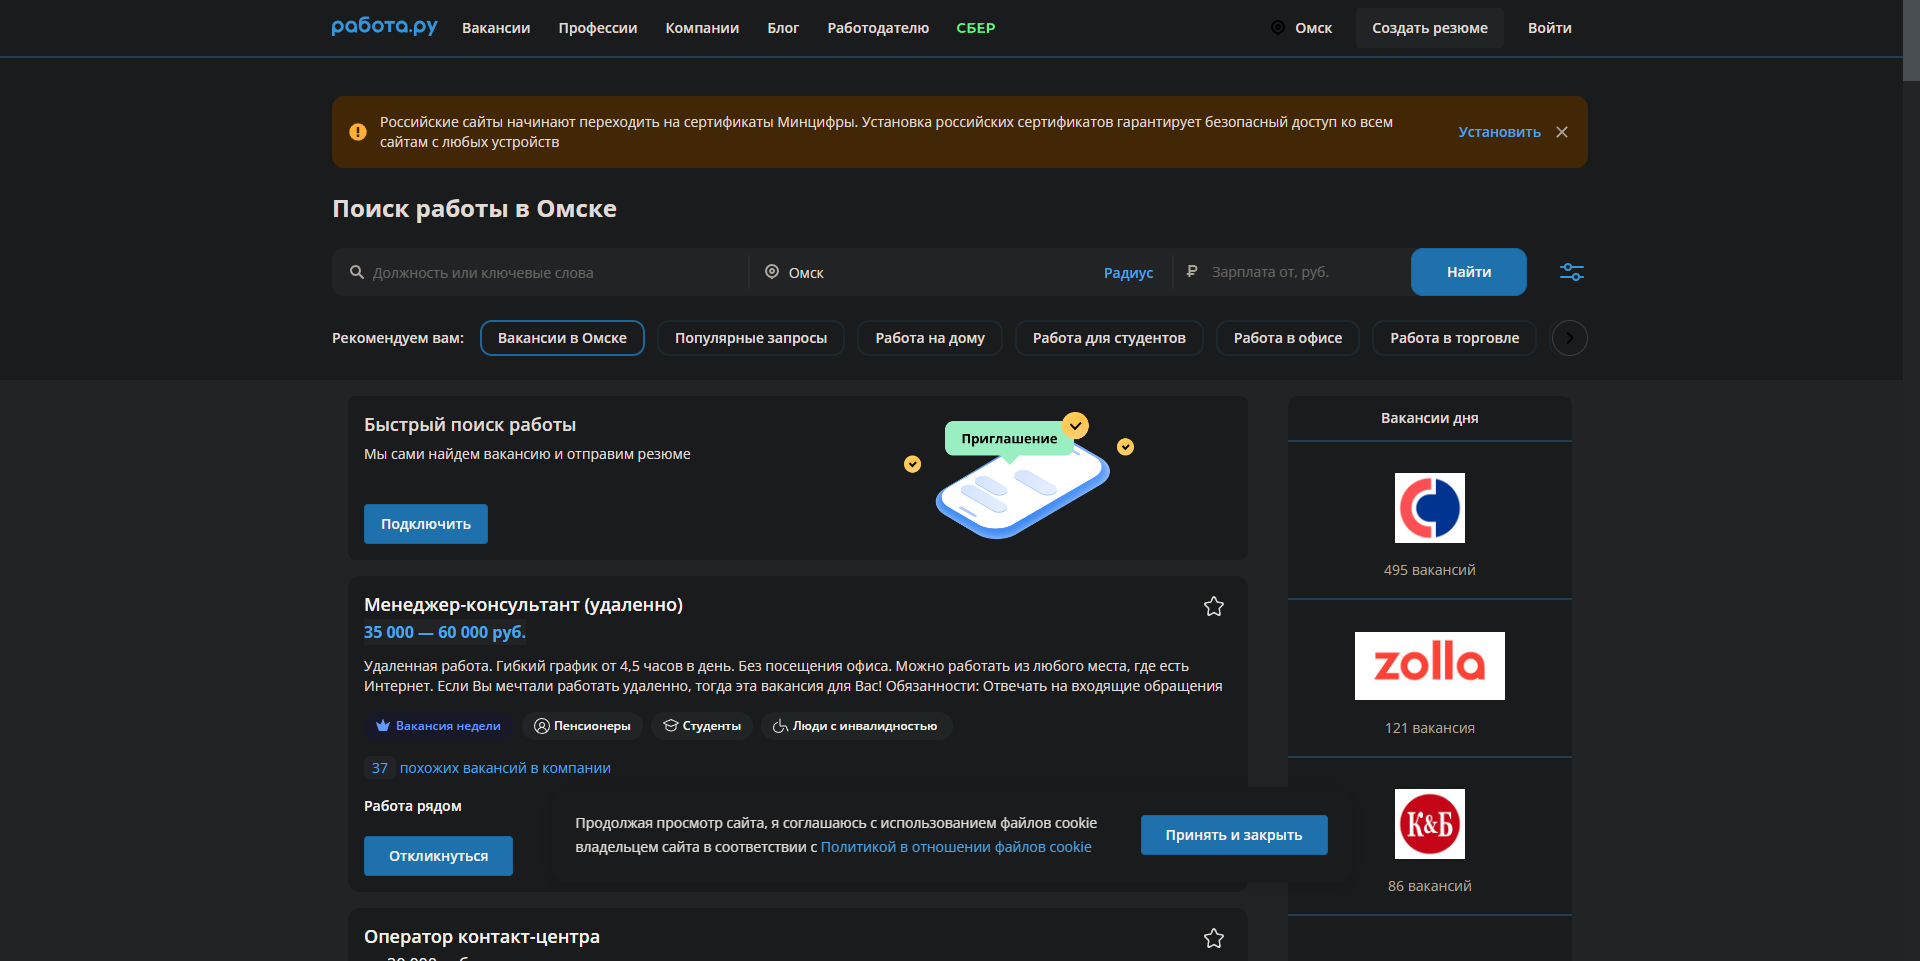 работа.ру
Вакансии
Профессии
Компании
Блог
Работодателю
СБЕР
Омск
Создать резюме
Войти
Российские сайты начинают переходить на сертификаты Минцифры. Установка российских сертификатов гарантирует безопасный доступ ко всем
сайтам с любых устройств
Установить
Поиск работы в Омске
Должность или ключевые слова
Омск
Радиус
₽ Зарплата от, руб.
Найти
Рекомендуем вам:
Вакансии в Омске
Популярные запросы
Работа на дому
Работа для студентов
Работа в офисе
Работа в торговле
Быстрый поиск работы
Мы сами найдем вакансию и отправим резюме
Подключить
Приглашение
Менеджер-консультант (удаленно)
35 000 — 60 000 руб.
Удаленная работа. Гибкий график от 4,5 часов в день. Без посещения офиса. Можно работать из любого места, где есть
Интернет. Если Вы мечтали работать удаленно, тогда эта вакансия для Вас! Обязанности: Отвечать на входящие обращения
Вакансия недели
Пенсионеры
Студенты
Люди с инвалидностью
37 похожих вакансий в компании
Работа рядом
Откликнуться
Оператор контакт-центра
Вакансии дня
495 вакансий
zolla
121 вакансия
К&Б
86 вакансий
Продолжая просмотр сайта, я соглашаюсь с использованием файлов cookie
владельцем сайта в соответствии с Политикой в отношении файлов cookie
Принять и закрыть